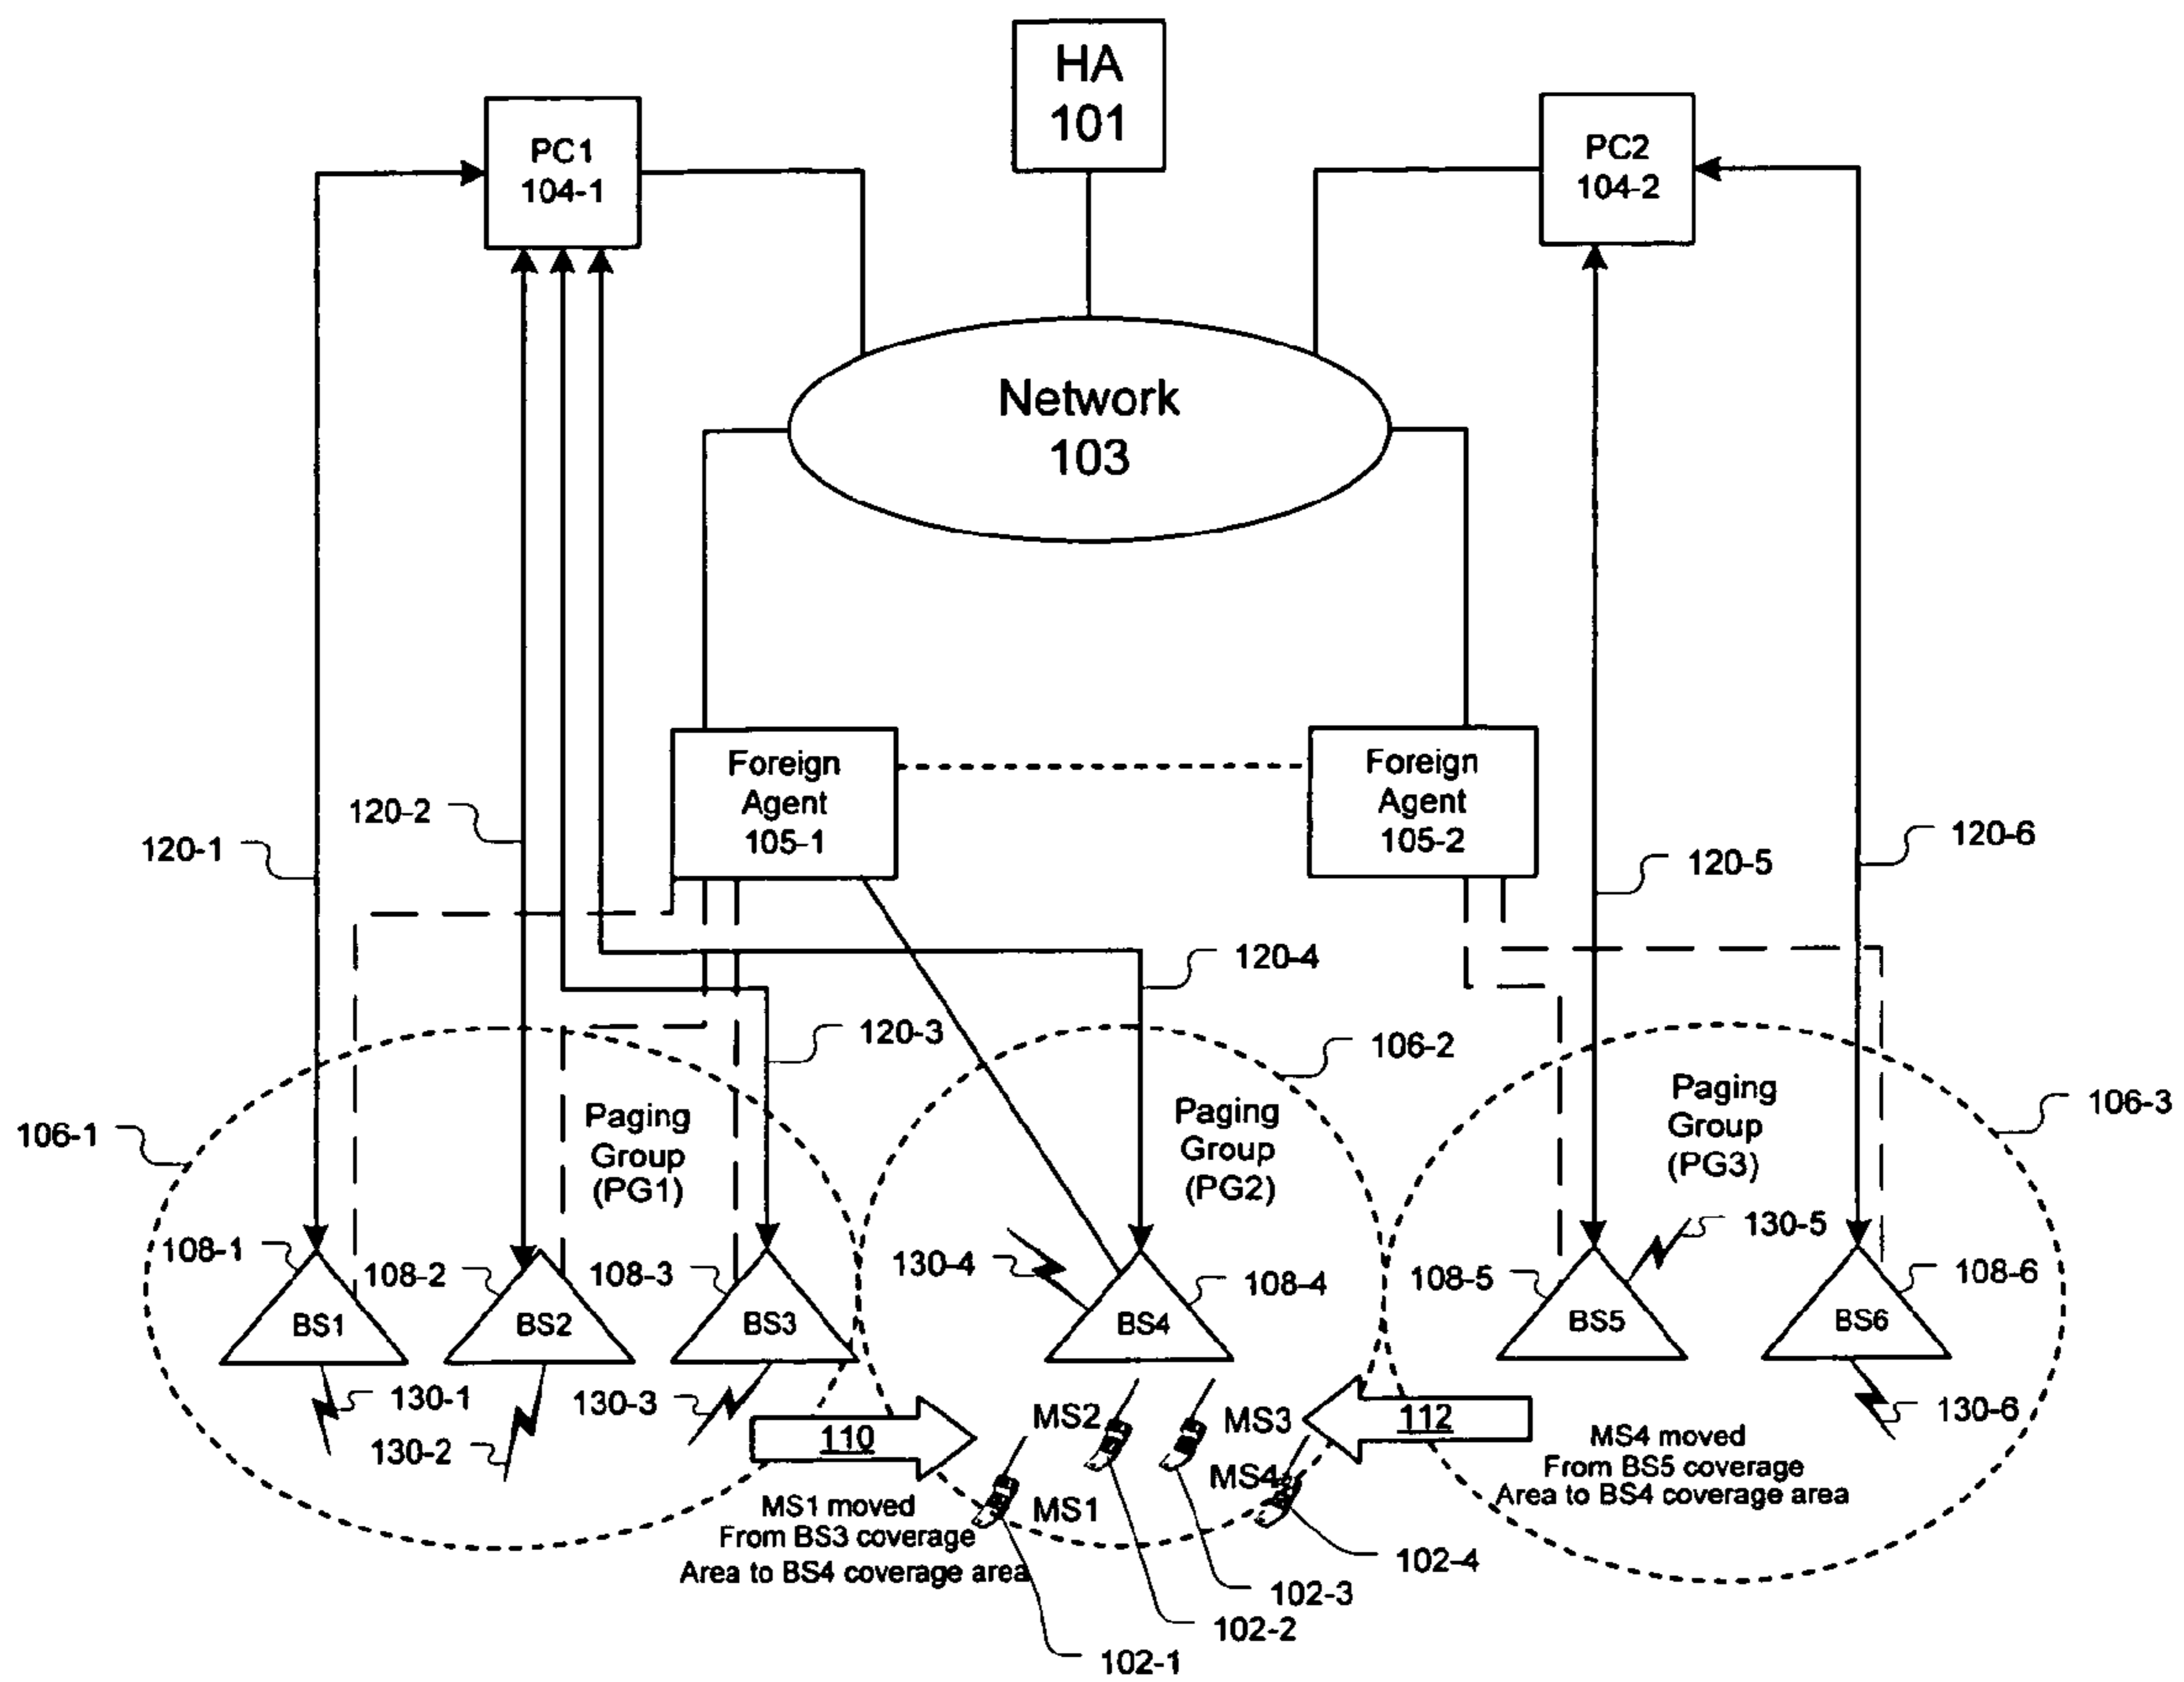 HA
101
PC1
104-1
PC2
104-2
Network
103
Foreign
Agent
105-1
Foreign
Agent
105-2
120-1
120-2
120-5
120-6
120-4
120-3
106-1
106-2
106-3
Paging
Group
(PG1)
Paging
Group
(PG2)
Paging
Group
(PG3)
108-1
108-2
108-3
130-4
108-4
108-5
130-5
108-6
BS1
BS2
BS3
BS4
BS5
BS6
130-1
130-2
130-3
110
MS2
MS3
112
130-6
MS1
MS4
MS1 moved
From BS3 coverage
Area to BS4 coverage area
MS4 moved
From BS5 coverage
Area to BS4 coverage area
102-4
102-3
102-2
102-1